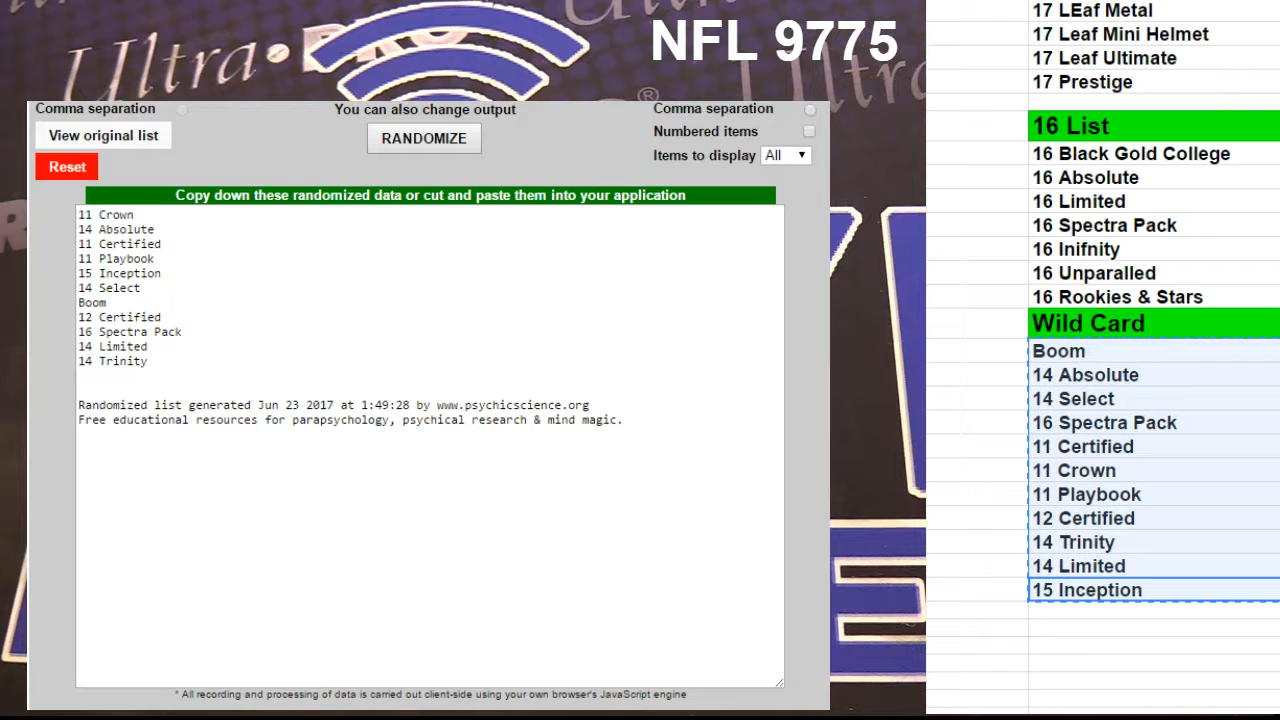 Ultra PRO
NFL 9775
Comma separation
You can also change output
Comma separation
View original list
RANDOMIZE
Numbered items
Items to display All
Reset
Copy down these randomized data or cut and paste them into your application
11 Crown
14 Absolute
11 Certified
11 Playbook
15 Inception
14 Select
Boom
12 Certified
16 Spectra Pack
14 Limited
14 Trinity
Randomized list generated Jun 23 2017 at 1:49:28 by www.psychicscience.org
Free educational resources for parapsychology, psychical research & mind magic.
* All recording and processing of data is carried out client-side using your own browser's JavaScript engine
17 LEaf Metal
17 Leaf Mini Helmet
17 Leaf Ultimate
17 Prestige
16 List
16 Black Gold College
16 Absolute
16 Limited
16 Spectra Pack
16 Inifnity
16 Unparalled
16 Rookies & Stars
Wild Card
Boom
14 Absolute
14 Select
16 Spectra Pack
11 Certified
11 Crown
11 Playbook
12 Certified
14 Trinity
14 Limited
15 Inception